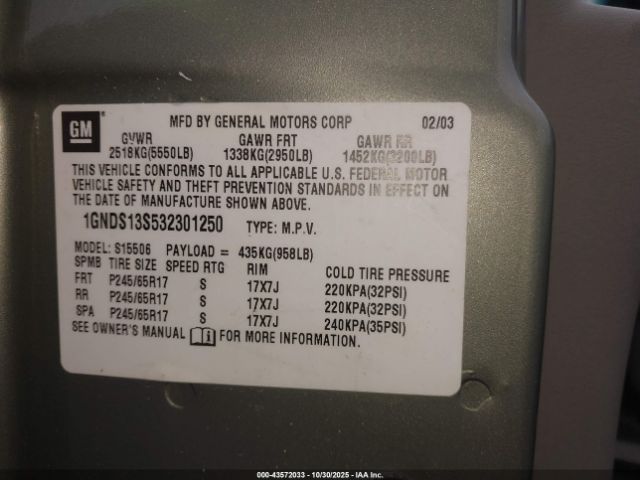 GM
MFD BY GENERAL MOTORS CORP 02/03
GVWR GAWR FRT GAWR RR
2518KG(5550LB) 1338KG(2950LB) 1452KG(3200LB)
THIS VEHICLE CONFORMS TO ALL APPLICABLE U.S. FEDERAL MOTOR
VEHICLE SAFETY AND THEFT PREVENTION STANDARDS IN EFFECT ON
THE DATE OF MANUFACTURE SHOWN ABOVE.
1GNDS13S532301250 TYPE: M.P.V.
MODEL: S15506 PAYLOAD = 435KG(958LB)
SPMB TIRE SIZE SPEED RTG RIM COLD TIRE PRESSURE
FRT P245/65R17 S 17X7J 220KPA(32PSI)
RR P245/65R17 S 17X7J 220KPA(32PSI)
SPA P245/65R17 S 17X7J 240KPA(35PSI)
SEE OWNER'S MANUAL FOR MORE INFORMATION.
000-43572033 - 10/30/2025 - IAA Inc.